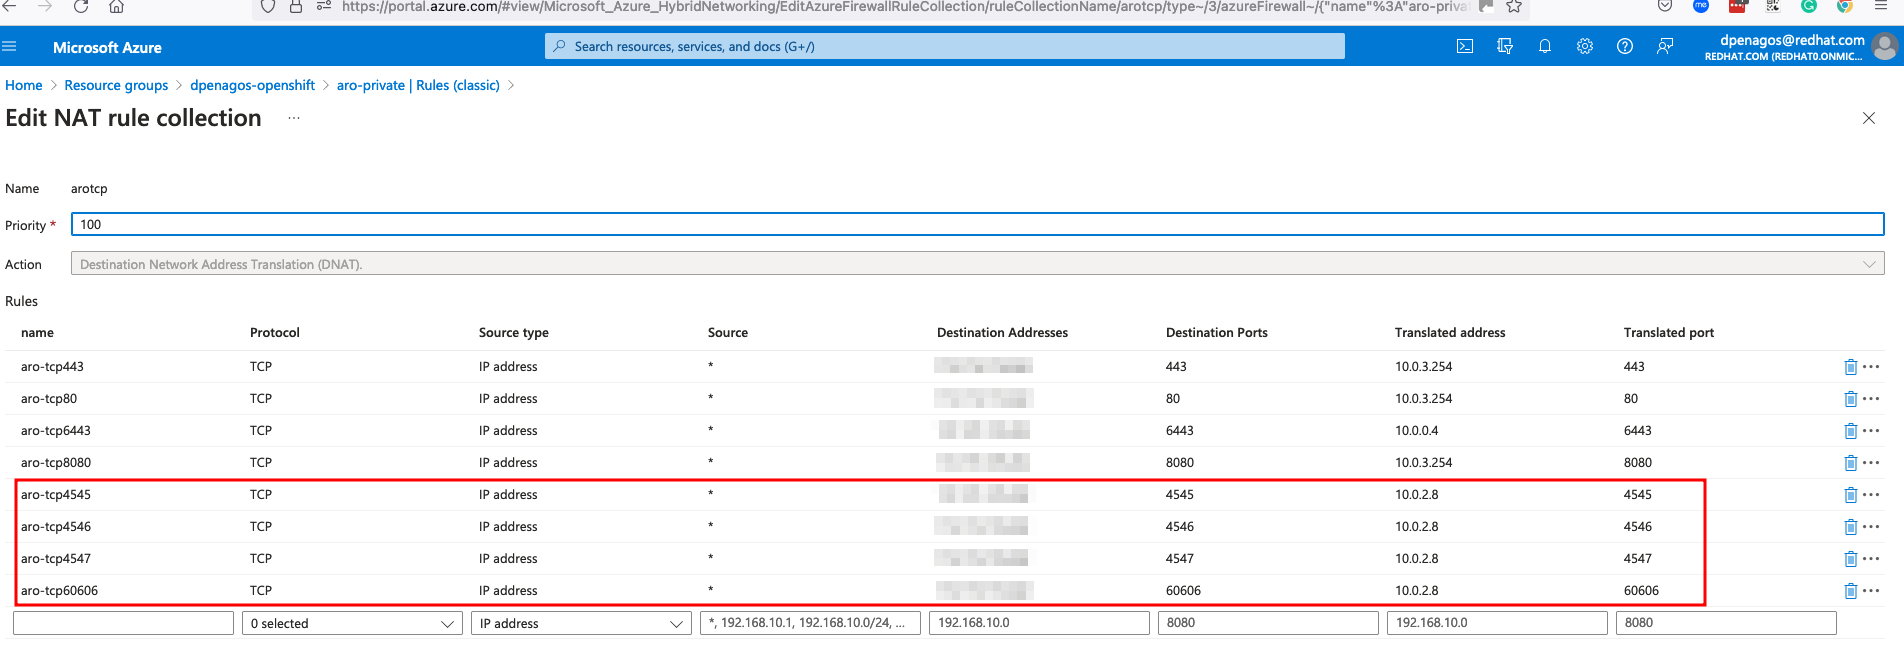 https://portal.azure.com/#view/Microsoft_Azure_HybridNetworking/EditAzureFirewallRuleCollection/ruleCollectionName/arotcp/type~/3/azureFirewall~/{"name"%3A"aro-priva
Microsoft Azure
Search resources, services, and docs (G+/)
dpenagos@redhat.com
REDHAT.COM (REDHAT0.ONMIC...
Home > Resource groups > dpenagos-openshift > aro-private | Rules (classic) >
Edit NAT rule collection ...
Name arotcp
Priority * 100
Action Destination Network Address Translation (DNAT).
Rules
name Protocol Source type Source Destination Addresses Destination Ports Translated address Translated port
aro-tcp443 TCP IP address * 443 10.0.3.254 443
aro-tcp80 TCP IP address * 80 10.0.3.254 80
aro-tcp6443 TCP IP address * 6443 10.0.0.4 6443
aro-tcp8080 TCP IP address * 8080 10.0.3.254 8080
aro-tcp4545 TCP IP address * 4545 10.0.2.8 4545
aro-tcp4546 TCP IP address * 4546 10.0.2.8 4546
aro-tcp4547 TCP IP address * 4547 10.0.2.8 4547
aro-tcp60606 TCP IP address * 60606 10.0.2.8 60606
0 selected IP address *, 192.168.10.1, 192.168.10.0/24, ... 192.168.10.0 8080 192.168.10.0 8080